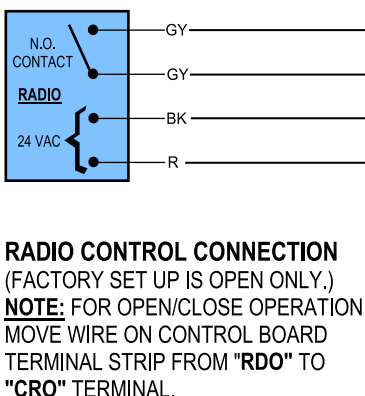 N.O.
CONTACT
RADIO
24 VAC
GY
GY
BK
R
RADIO CONTROL CONNECTION
(FACTORY SET UP IS OPEN ONLY.)
NOTE: FOR OPEN/CLOSE OPERATION
MOVE WIRE ON CONTROL BOARD
TERMINAL STRIP FROM "RDO" TO
"CRO" TERMINAL.